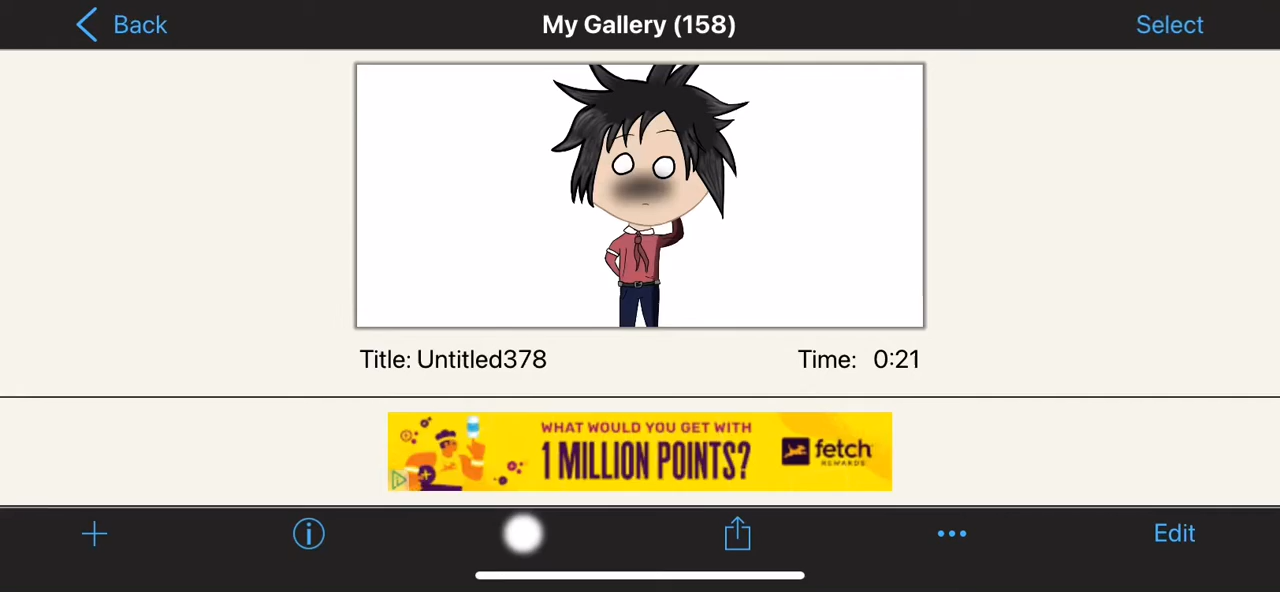 Back
My Gallery (158)
Select
Title: Untitled378
Time: 0:21
WHAT WOULD YOU GET WITH
1 MILLION POINTS?
fetch
REWARDS
Edit